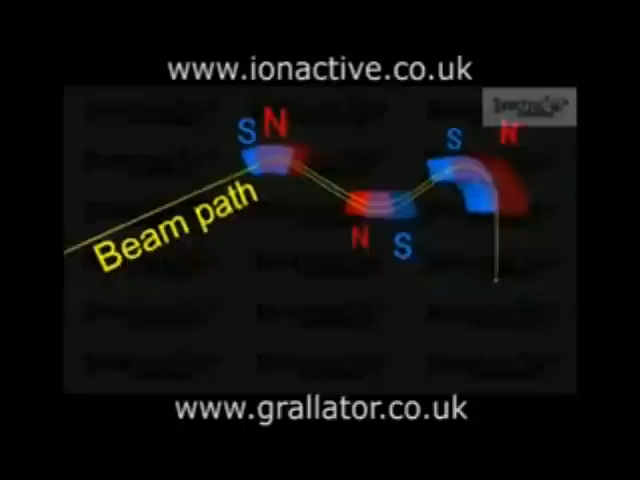 www.ionactive.co.uk
S N
S N
Beam path
N S
www.grallator.co.uk